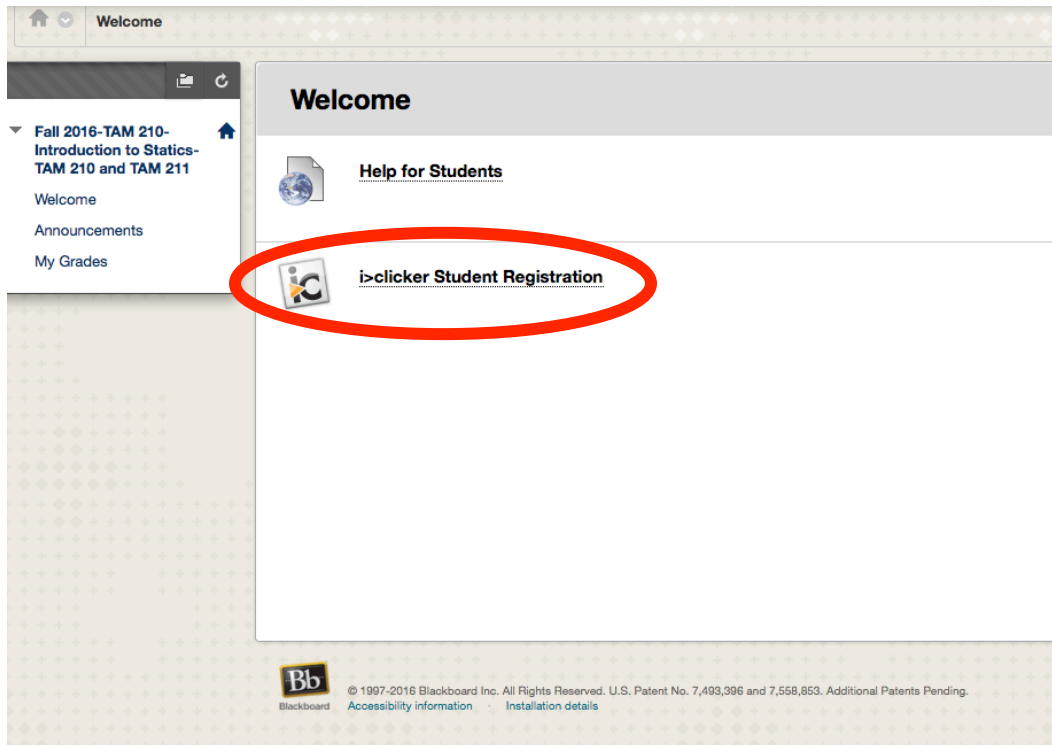 Welcome
Fall 2016-TAM 210-
Introduction to Statics-
TAM 210 and TAM 211
Welcome
Announcements
My Grades
Welcome
Help for Students
iC
i>clicker Student Registration
Bb
Blackboard
© 1997-2016 Blackboard Inc. All Rights Reserved. U.S. Patent No. 7,493,396 and 7,558,853. Additional Patents Pending.
Accessibility information · Installation details